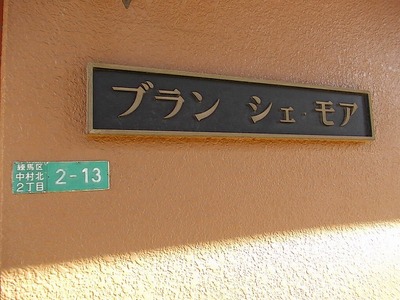 ブラン シェ・モア
練馬区
中村北
2丁目
2-13